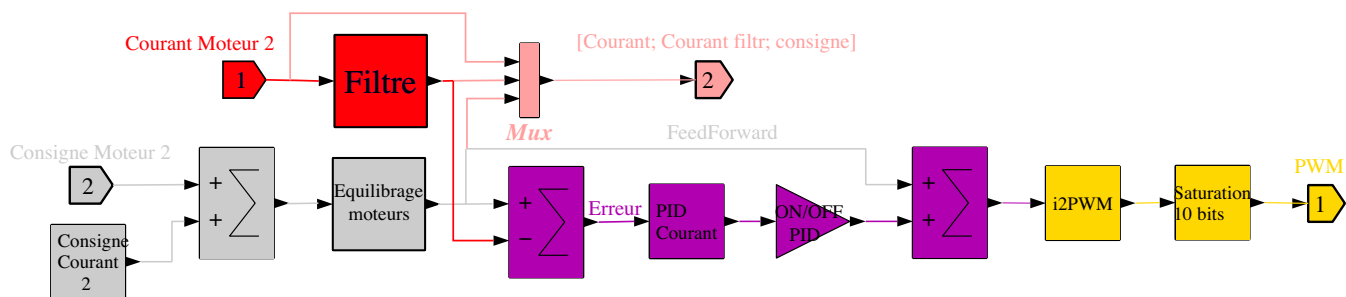 Courant Moteur 2
1
Filtre
Mux
[Courant; Courant filtr; consigne]
2
FeedForward
Consigne Moteur 2
2
Consigne
Courant
2
+
+
Equilibrage
moteurs
+
−
Erreur
PID
Courant
ON/OFF
PID
+
+
i2PWM
Saturation
10 bits
PWM
1